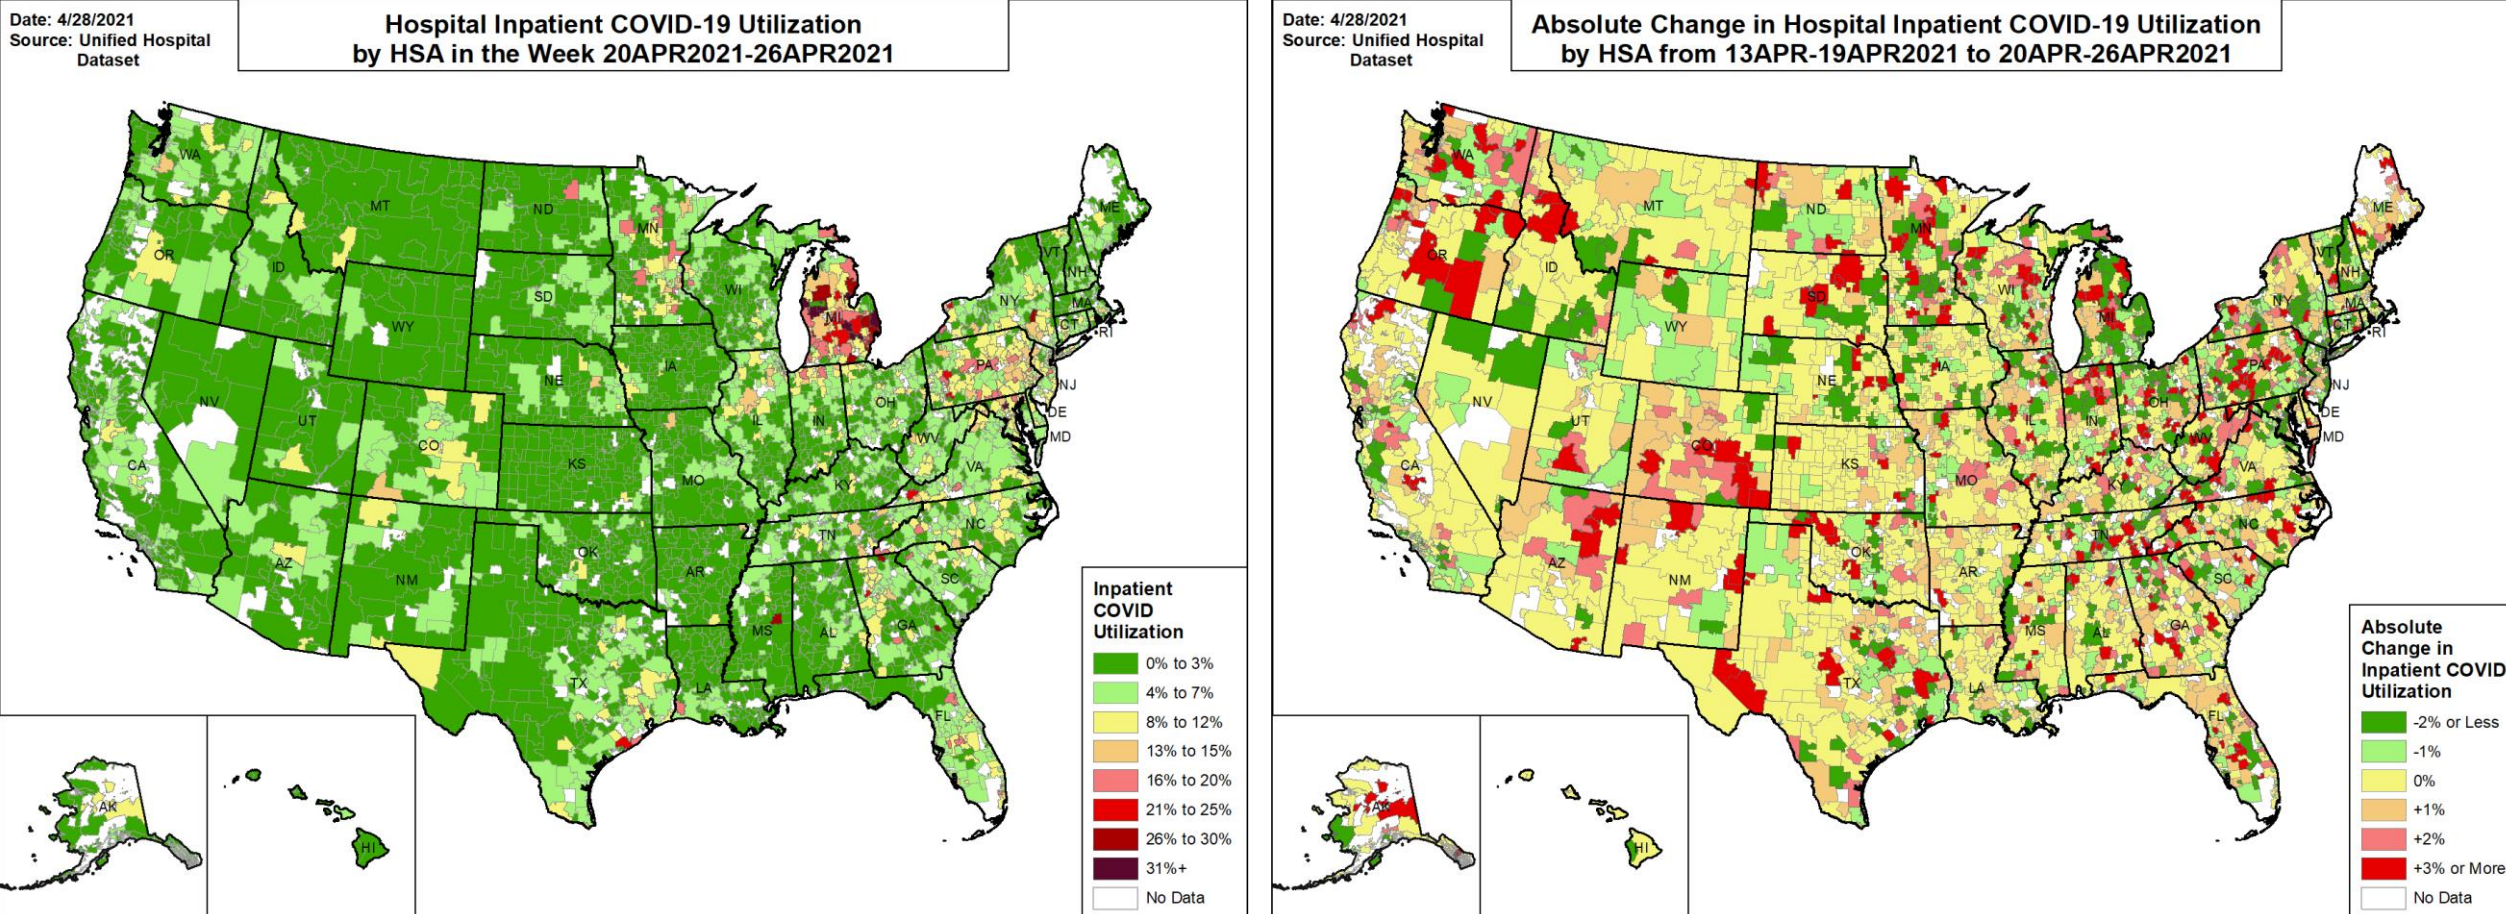 Date: 4/28/2021
Source: Unified Hospital
Dataset
Hospital Inpatient COVID-19 Utilization
by HSA in the Week 20APR2021-26APR2021
WA
MT
ND
MN
ME
OR
ID
SD
WI
VT
NH
NY
MA
CT
RI
MI
WY
IA
NE
PA
NJ
NV
UT
CO
IL
IN
OH
DE
MD
WV
CA
KS
MO
KY
VA
AZ
NM
OK
AR
TN
NC
SC
MS
AL
GA
TX
LA
FL
AK
HI
Inpatient
COVID
Utilization
0% to 3%
4% to 7%
8% to 12%
13% to 15%
16% to 20%
21% to 25%
26% to 30%
31%+
No Data
Date: 4/28/2021
Source: Unified Hospital
Dataset
Absolute Change in Hospital Inpatient COVID-19 Utilization
by HSA from 13APR-19APR2021 to 20APR-26APR2021
WA
MT
ND
MN
ME
OR
ID
SD
WI
VT
NH
NY
MA
CT
RI
MI
WY
IA
NE
PA
NJ
NV
UT
CO
IL
IN
OH
DE
MD
WV
CA
KS
MO
KY
VA
AZ
NM
OK
AR
TN
NC
SC
MS
AL
GA
TX
LA
FL
AK
HI
Absolute
Change in
Inpatient COVID
Utilization
-2% or Less
-1%
0%
+1%
+2%
+3% or More
No Data